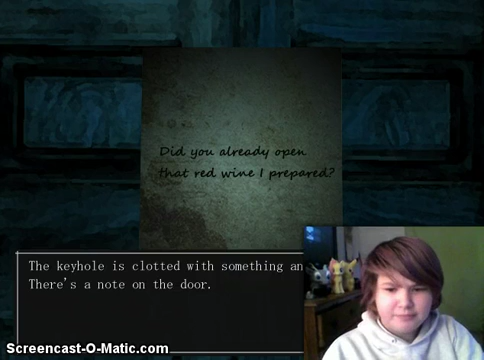 Did you already open
that red wine I prepared?
The keyhole is clotted with something an
There's a note on the door.
Screencast-O-Matic.com